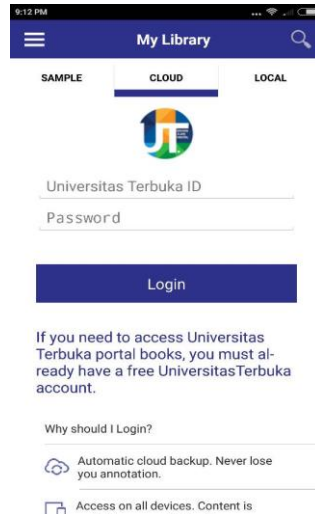 9:12 PM
My Library
SAMPLE CLOUD LOCAL
UT
Universitas Terbuka ID
Password
Login
If you need to access Universitas
Terbuka portal books, you must al-
ready have a free UniversitasTerbuka
account.
Why should I Login?
Automatic cloud backup. Never lose
you annotation.
Access on all devices. Content is